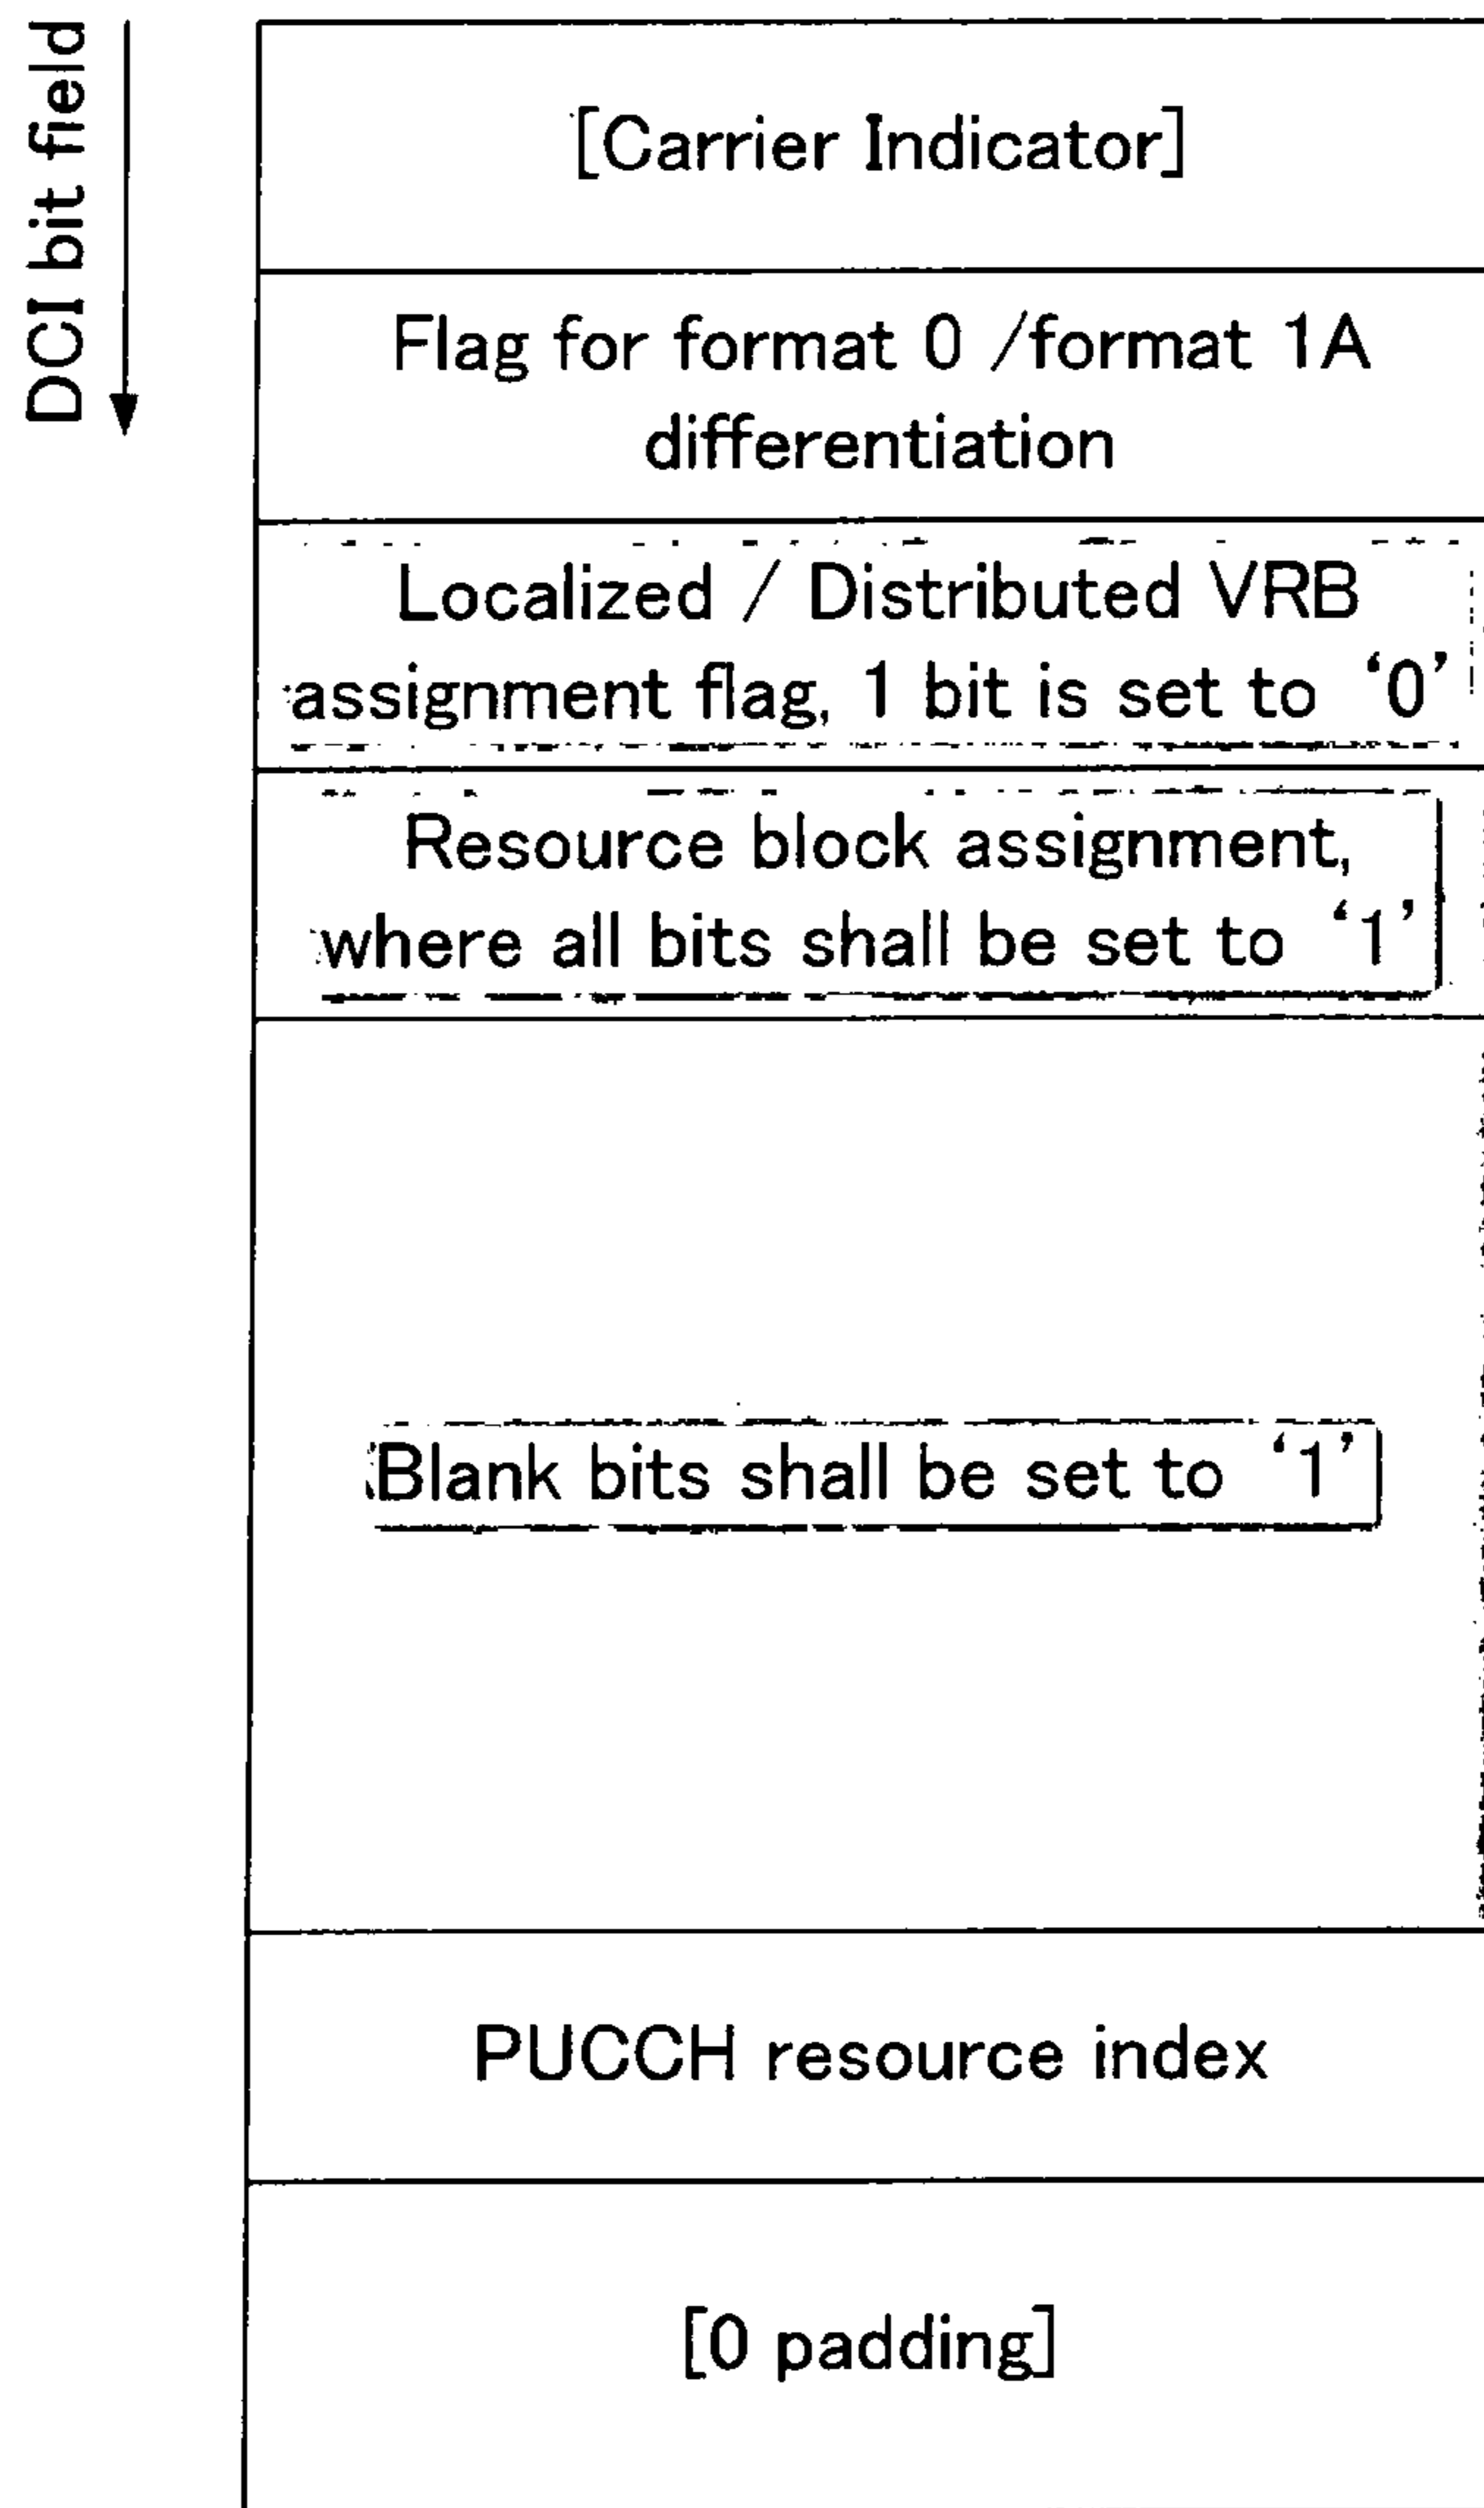 DCI bit field
[Carrier Indicator]
Flag for format 0 /format 1A
differentiation
Localized / Distributed VRB
assignment flag, 1 bit is set to ‘0’
Resource block assignment,
where all bits shall be set to ‘1’
Blank bits shall be set to ‘1’
PUCCH resource index
[0 padding]